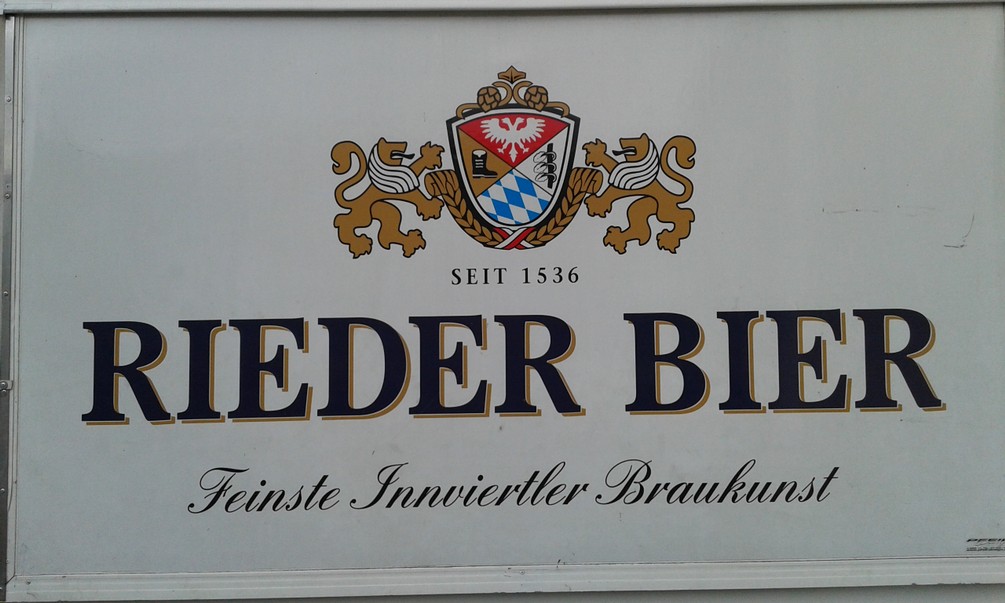 SEIT 1536
RIEDER BIER
Feinste Innviertler Braukunst